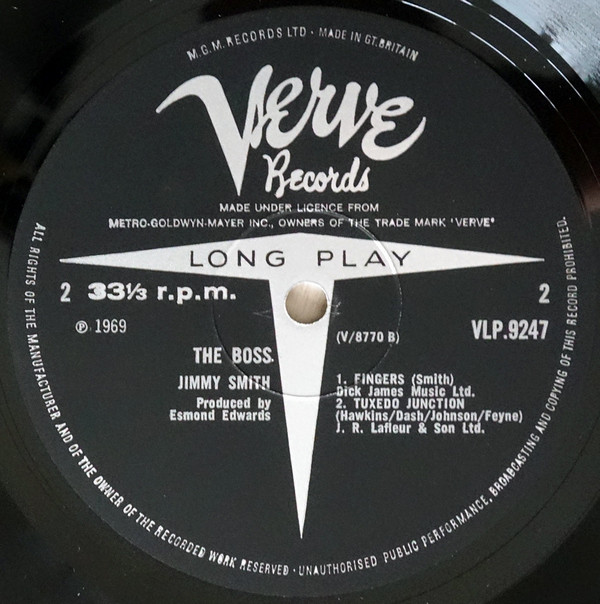 M.G.M. RECORDS LTD · MADE IN GT. BRITAIN
Verve
Records
MADE UNDER LICENCE FROM
METRO-GOLDWYN-MAYER INC., OWNERS OF THE TRADE MARK 'VERVE'
LONG PLAY
2 33⅓ r.p.m.
2
℗ 1969
VLP.9247
(V/8770 B)
THE BOSS
JIMMY SMITH
Produced by
Esmond Edwards
1. FINGERS (Smith)
Dick James Music Ltd.
2. TUXEDO JUNCTION
(Hawkins/Dash/Johnson/Feyne)
J. R. Lafleur & Son Ltd.
ALL RIGHTS OF THE MANUFACTURER AND OF THE OWNER OF THE RECORDED WORK RESERVED · UNAUTHORISED PUBLIC PERFORMANCE, BROADCASTING AND COPYING OF THIS RECORD PROHIBITED.